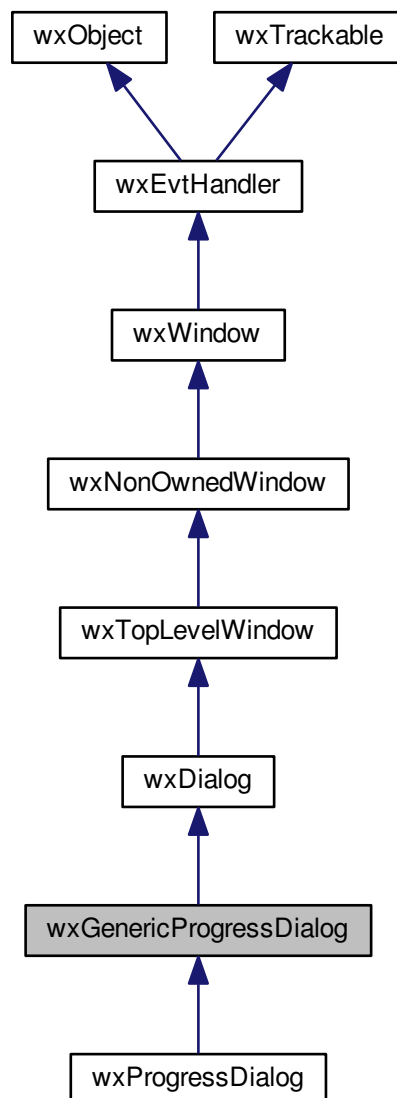 wxObject
wxTrackable
wxEvtHandler
wxWindow
wxNonOwnedWindow
wxTopLevelWindow
wxDialog
wxGenericProgressDialog
wxProgressDialog